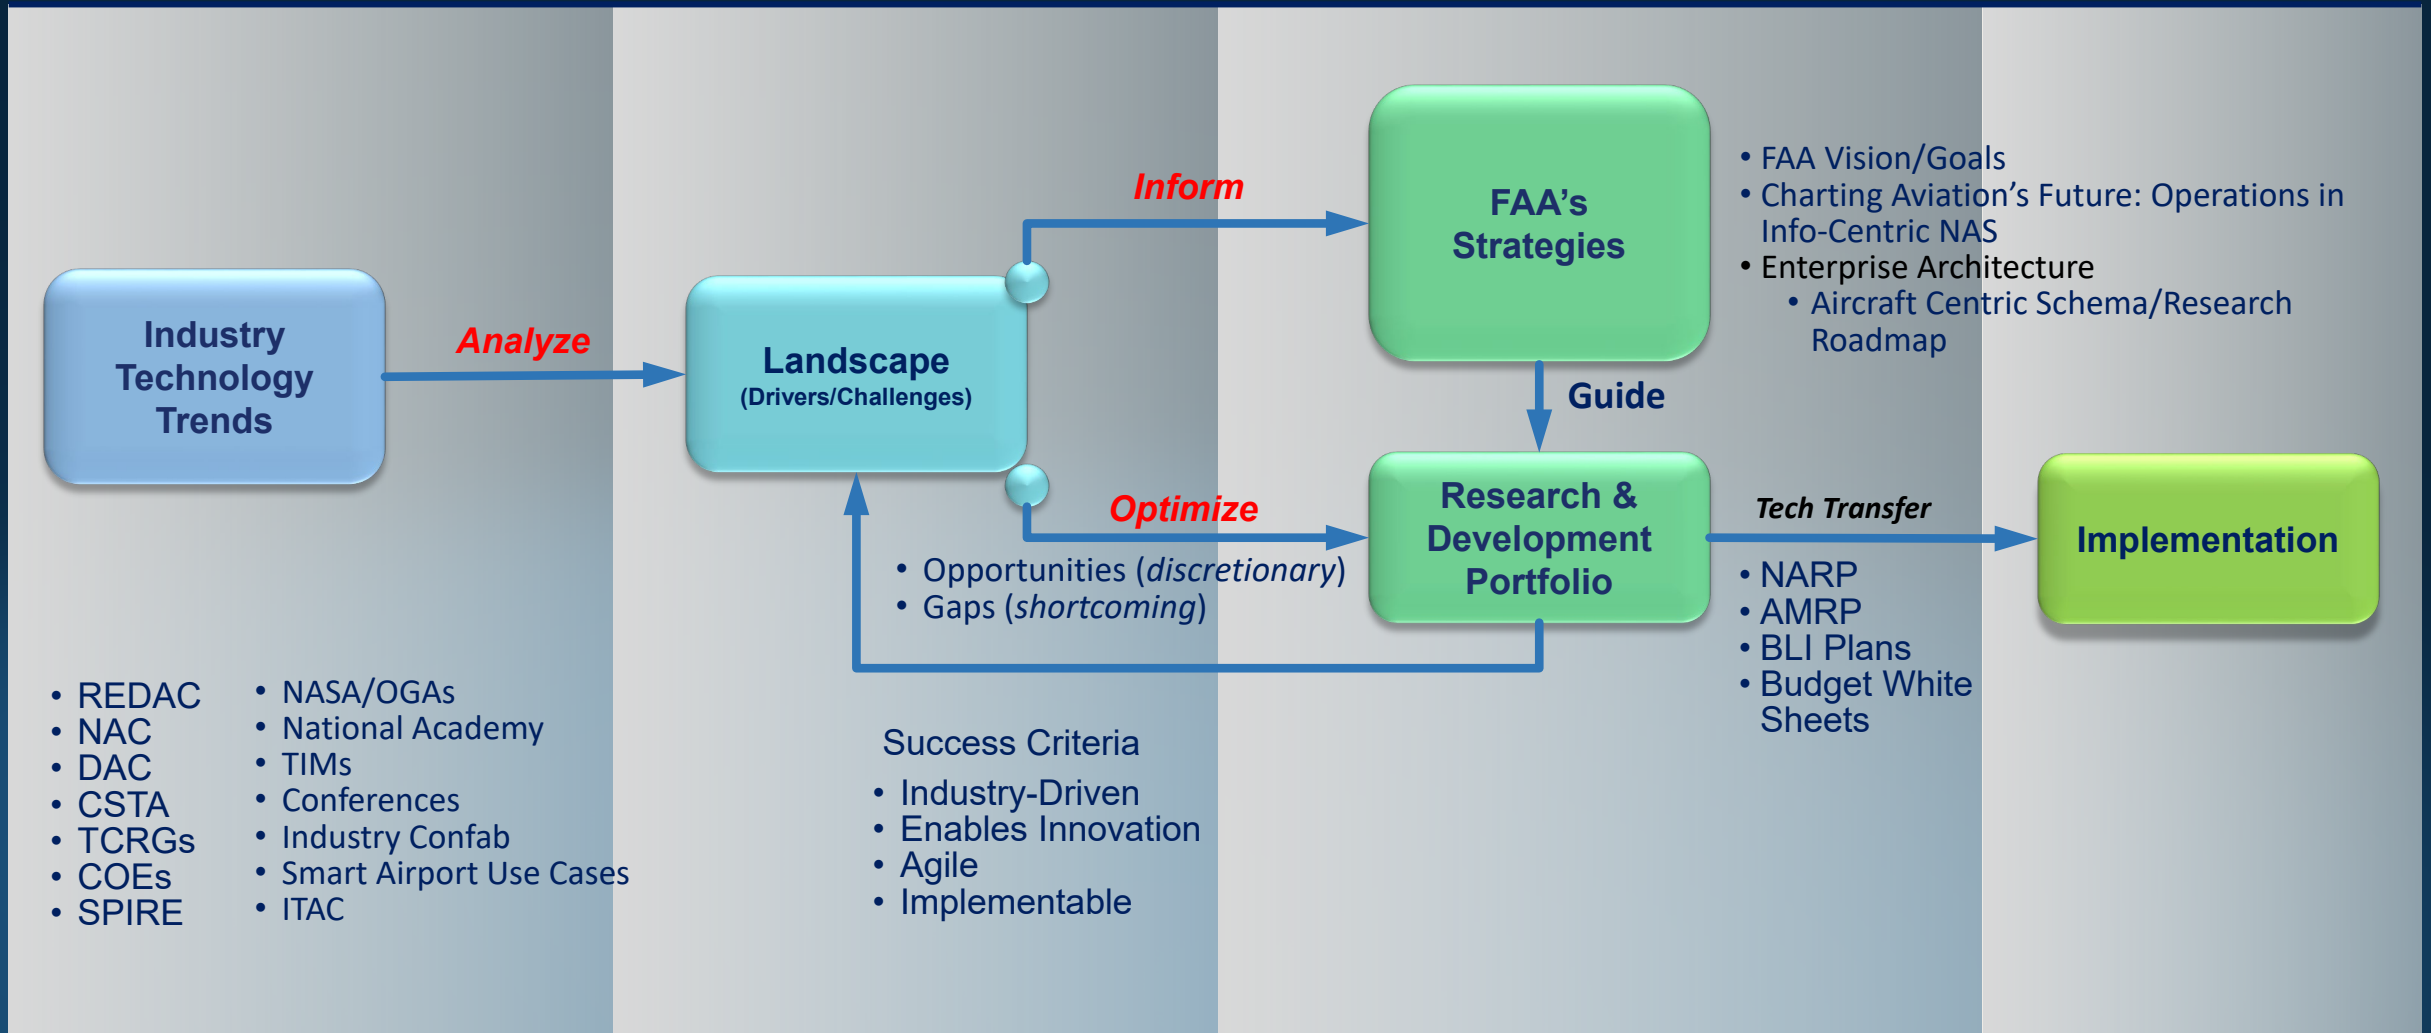 Industry
Technology
Trends
Analyze
Landscape
(Drivers/Challenges)
Inform
FAA’s
Strategies
• FAA Vision/Goals
• Charting Aviation’s Future: Operations in
Info-Centric NAS
• Enterprise Architecture
• Aircraft Centric Schema/Research
Roadmap
Guide
Optimize
• Opportunities (discretionary)
• Gaps (shortcoming)
Research &
Development
Portfolio
Tech Transfer
• NARP
• AMRP
• BLI Plans
• Budget White
Sheets
Implementation
• REDAC
• NAC
• DAC
• CSTA
• TCRGs
• COEs
• SPIRE
• NASA/OGAs
• National Academy
• TIMs
• Conferences
• Industry Confab
• Smart Airport Use Cases
• ITAC
Success Criteria
• Industry-Driven
• Enables Innovation
• Agile
• Implementable